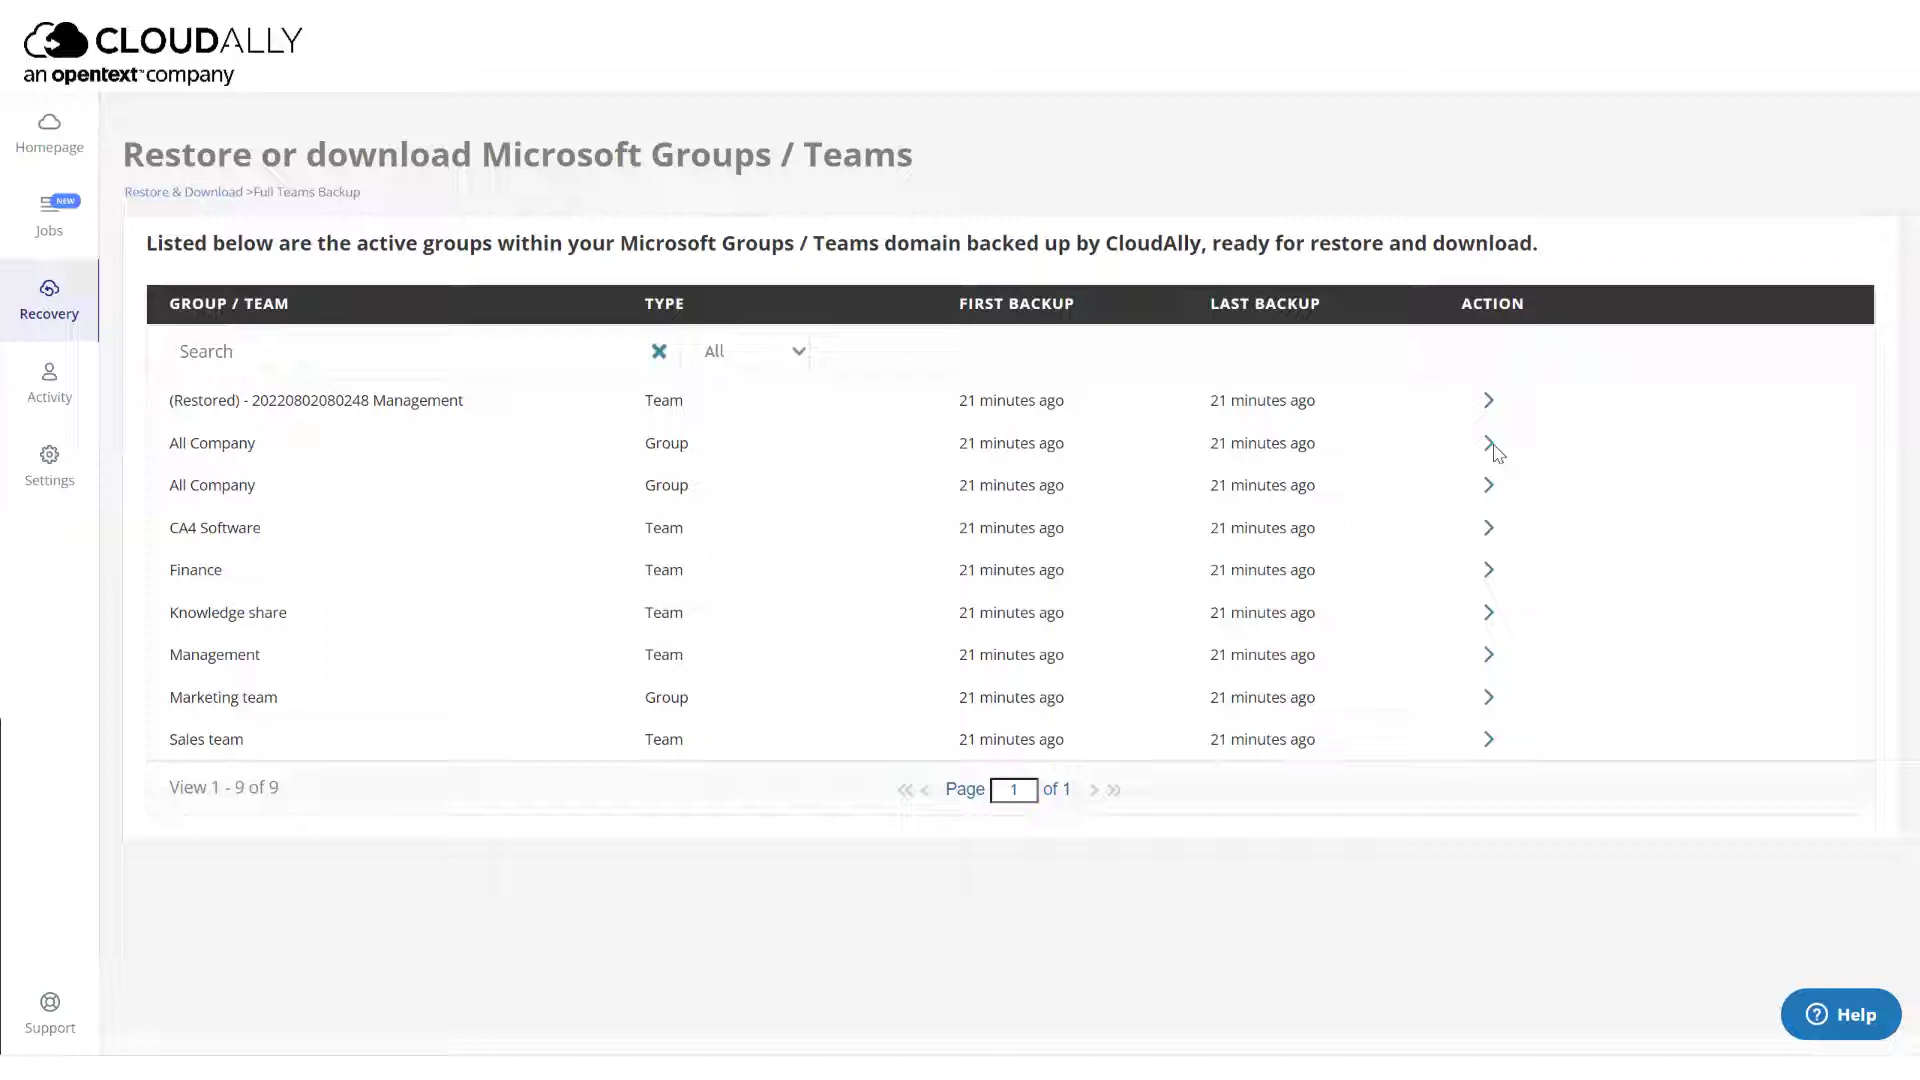 CLOUDALLY
an opentext™ company
Homepage
NEW
Jobs
Recovery
Activity
Settings
Support
Restore or download Microsoft Groups / Teams
Restore & Download >Full Teams Backup
Listed below are the active groups within your Microsoft Groups / Teams domain backed up by CloudAlly, ready for restore and download.
GROUP / TEAM TYPE FIRST BACKUP LAST BACKUP ACTION
Search All
(Restored) - 20220802080248 Management Team 21 minutes ago 21 minutes ago
All Company Group 21 minutes ago 21 minutes ago
All Company Group 21 minutes ago 21 minutes ago
CA4 Software Team 21 minutes ago 21 minutes ago
Finance Team 21 minutes ago 21 minutes ago
Knowledge share Team 21 minutes ago 21 minutes ago
Management Team 21 minutes ago 21 minutes ago
Marketing team Group 21 minutes ago 21 minutes ago
Sales team Team 21 minutes ago 21 minutes ago
View 1 - 9 of 9 Page 1 of 1
Help